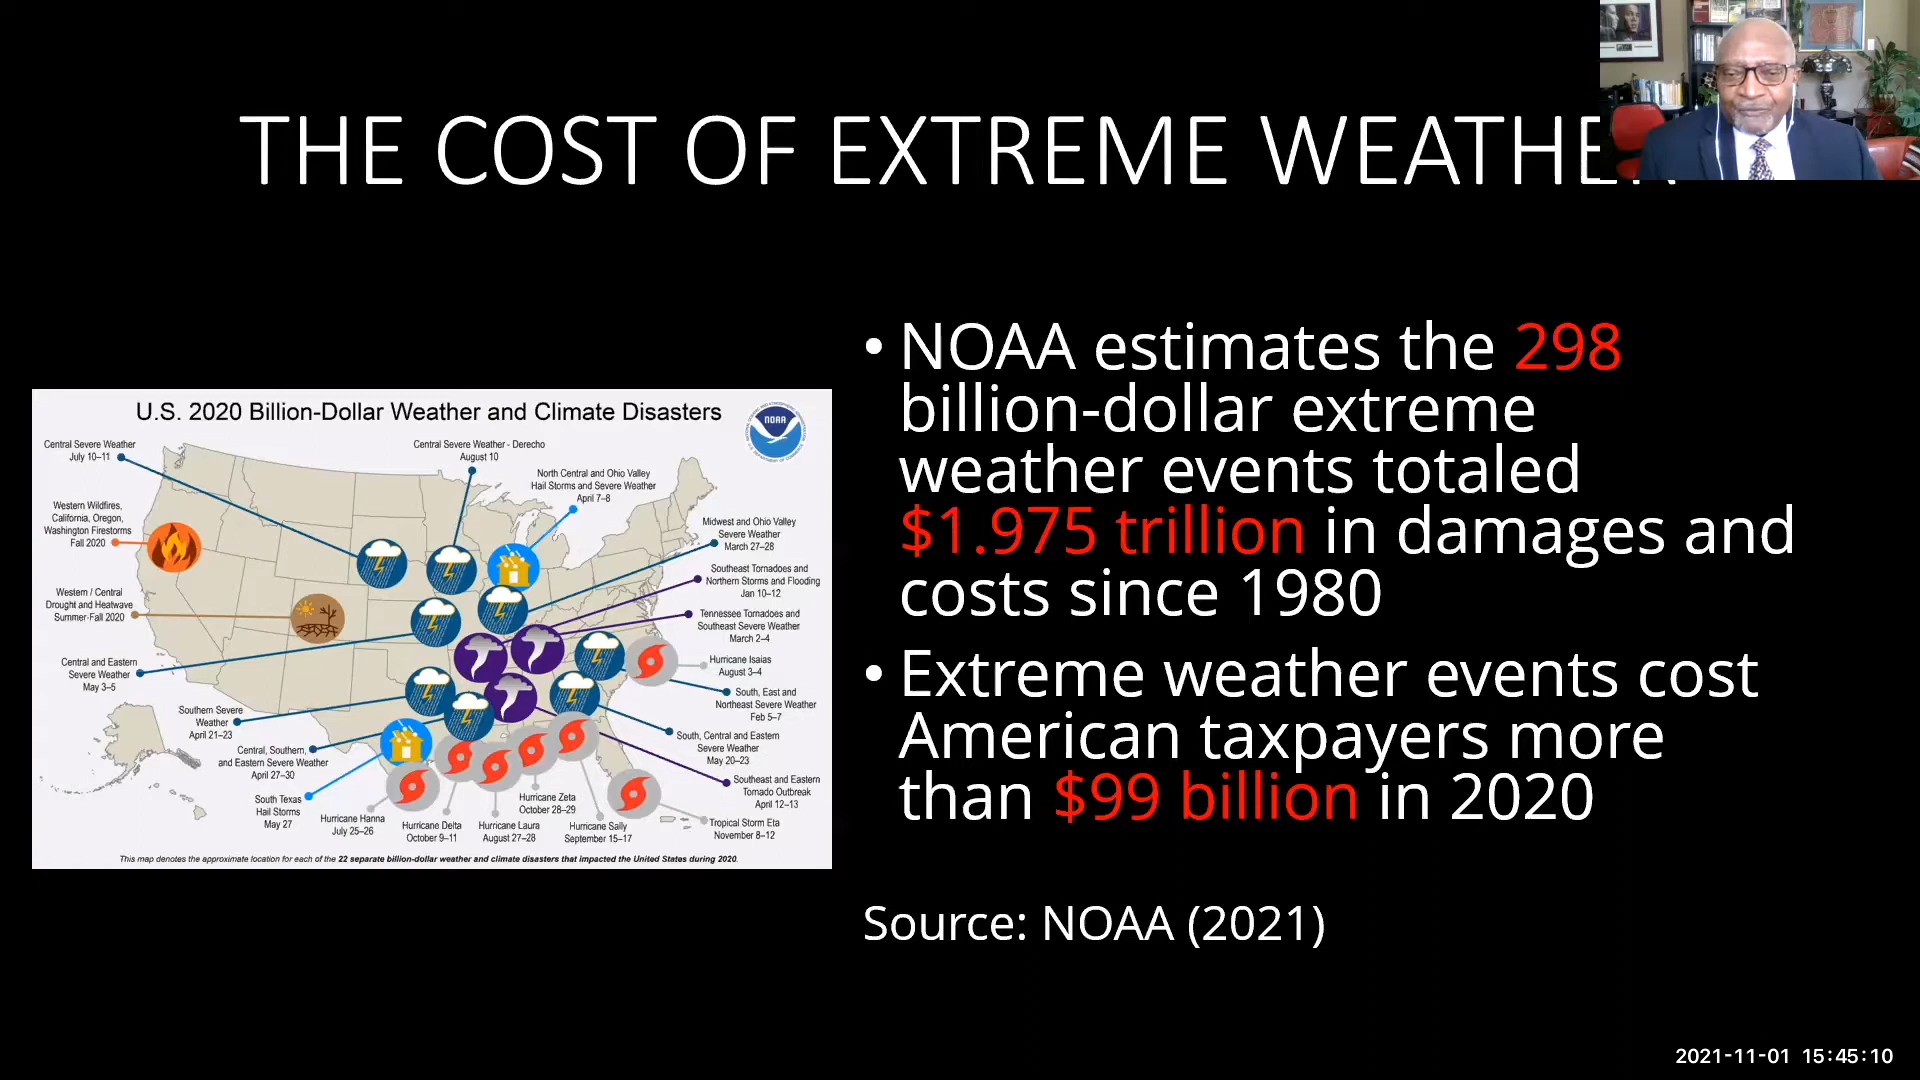 THE COST OF EXTREME WEATHER
• NOAA estimates the 298
billion-dollar extreme
weather events totaled
$1.975 trillion in damages and
costs since 1980
• Extreme weather events cost
American taxpayers more
than $99 billion in 2020
Source: NOAA (2021)
U.S. 2020 Billion-Dollar Weather and Climate Disasters
NOAA
Central Severe Weather
July 10–11
Central Severe Weather - Derecho
August 10
North Central and Ohio Valley
Hail Storms and Severe Weather
April 7–8
Western Wildfires,
California, Oregon,
Washington Firestorms
Fall 2020
Midwest and Ohio Valley
Severe Weather
March 27–28
Southeast Tornadoes and
Northern Storms and Flooding
Jan 10–12
Western / Central
Drought and Heatwave
Summer-Fall 2020
Tennessee Tornadoes and
Southeast Severe Weather
March 2–4
Hurricane Isaias
August 3–4
Central and Eastern
Severe Weather
May 3–5
South, East and
Northeast Severe Weather
Feb 5–7
Southern Severe
Weather
April 21–23
South, Central and Eastern
Severe Weather
May 20–23
Central, Southern,
and Eastern Severe Weather
April 27–30
Southeast and Eastern
Tornado Outbreak
April 12–13
South Texas
Hail Storms
May 27
Hurricane Hanna
July 25–26
Hurricane Delta
October 9–11
Hurricane Laura
August 27–28
Hurricane Zeta
October 28–29
Hurricane Sally
September 15–17
Tropical Storm Eta
November 8–12
This map denotes the approximate location for each of the 22 separate billion-dollar weather and climate disasters that impacted the United States during 2020.
2021-11-01 15:45:10